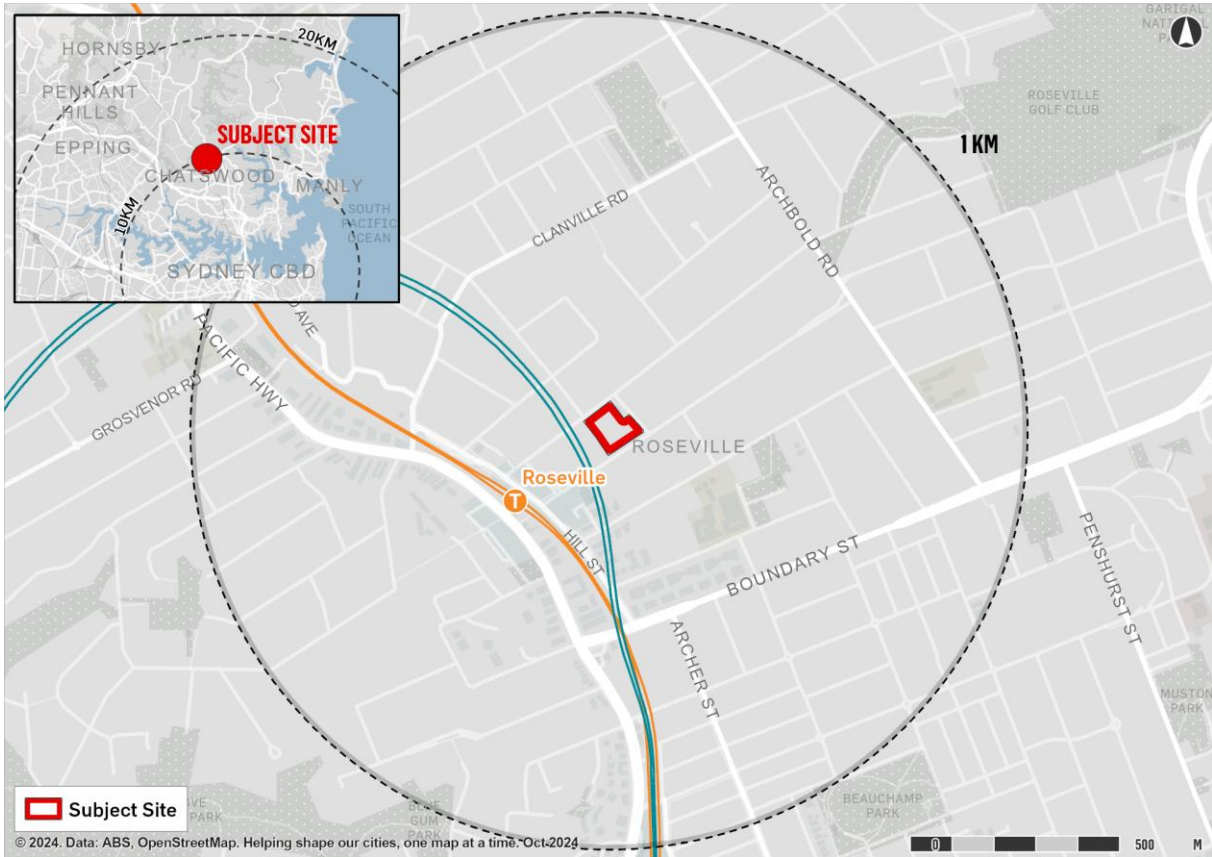 HORNSBY
20KM
PENNANT
HILLS
EPPING
SUBJECT SITE
CHATSWOOD
MANLY
10KM
SOUTH
PACIFIC
OCEAN
SYDNEY CBD
GARIGAL
ROSEVILLE
GOLF CLUB
1 KM
ARCHBOLD RD
CLANVILLE RD
AVE
PACIFIC HWY
GROSVENOR RD
ROSEVILLE
Roseville
T
HILL ST
BOUNDARY ST
PENSHURST ST
ARCHER ST
MUSTON
PARK
BEAUCHAMP
PARK
GUM
PARK
Subject Site
© 2024. Data: ABS, OpenStreetMap. Helping shape our cities, one map at a time. Oct-2024
0 500 M